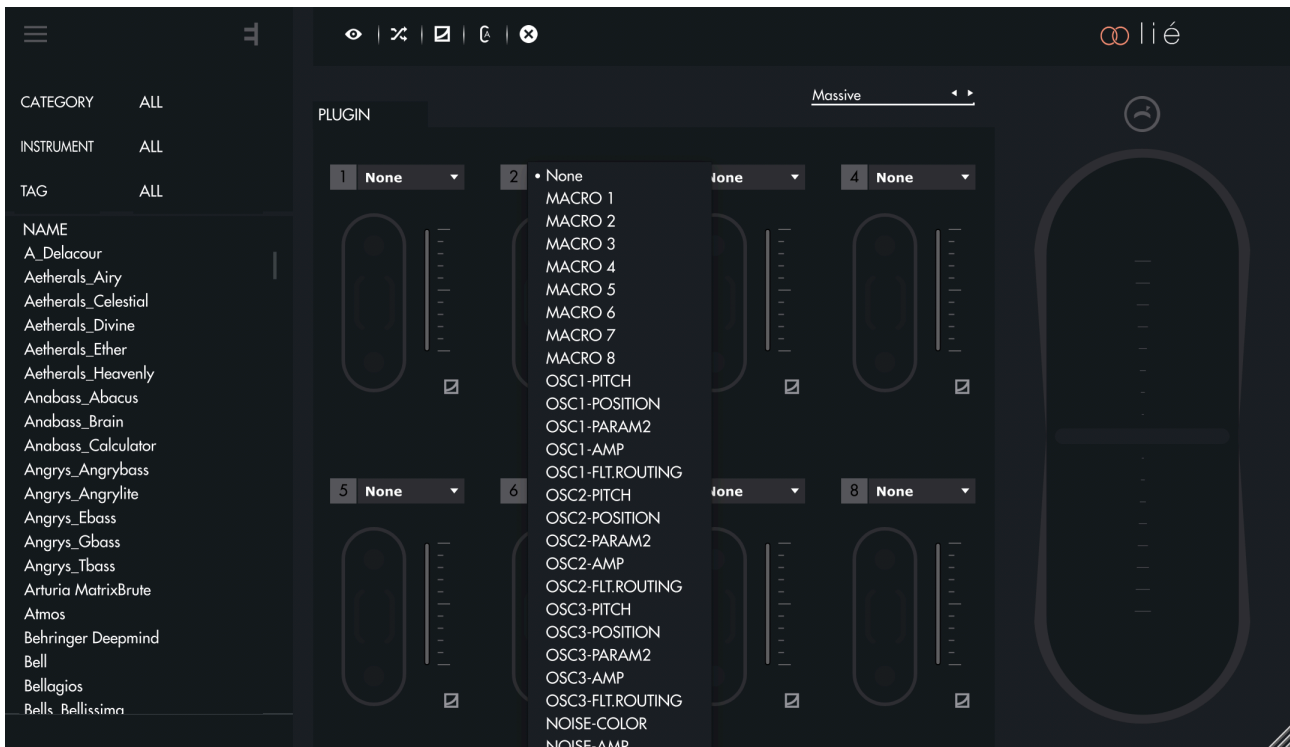 lié
CATEGORY ALL
Massive
PLUGIN
INSTRUMENT ALL
TAG ALL
1 None
2
None
4 None
NAME
A_Delacour
Aetherals_Airy
Aetherals_Celestial
Aetherals_Divine
Aetherals_Ether
Aetherals_Heavenly
Anabass_Abacus
Anabass_Brain
Anabass_Calculator
Angrys_Angrybass
Angrys_Angrylite
Angrys_Ebass
Angrys_Gbass
Angrys_Tbass
Arturia MatrixBrute
Atmos
Behringer Deepmind
Bell
Bellagios
Bells_Bellissima
• None
MACRO 1
MACRO 2
MACRO 3
MACRO 4
MACRO 5
MACRO 6
MACRO 7
MACRO 8
OSC1-PITCH
OSC1-POSITION
OSC1-PARAM2
OSC1-AMP
OSC1-FLT.ROUTING
OSC2-PITCH
OSC2-POSITION
OSC2-PARAM2
OSC2-AMP
OSC2-FLT.ROUTING
OSC3-PITCH
OSC3-POSITION
OSC3-PARAM2
OSC3-AMP
OSC3-FLT.ROUTING
NOISE-COLOR
NOISE-AMP
5 None
6
None
8 None